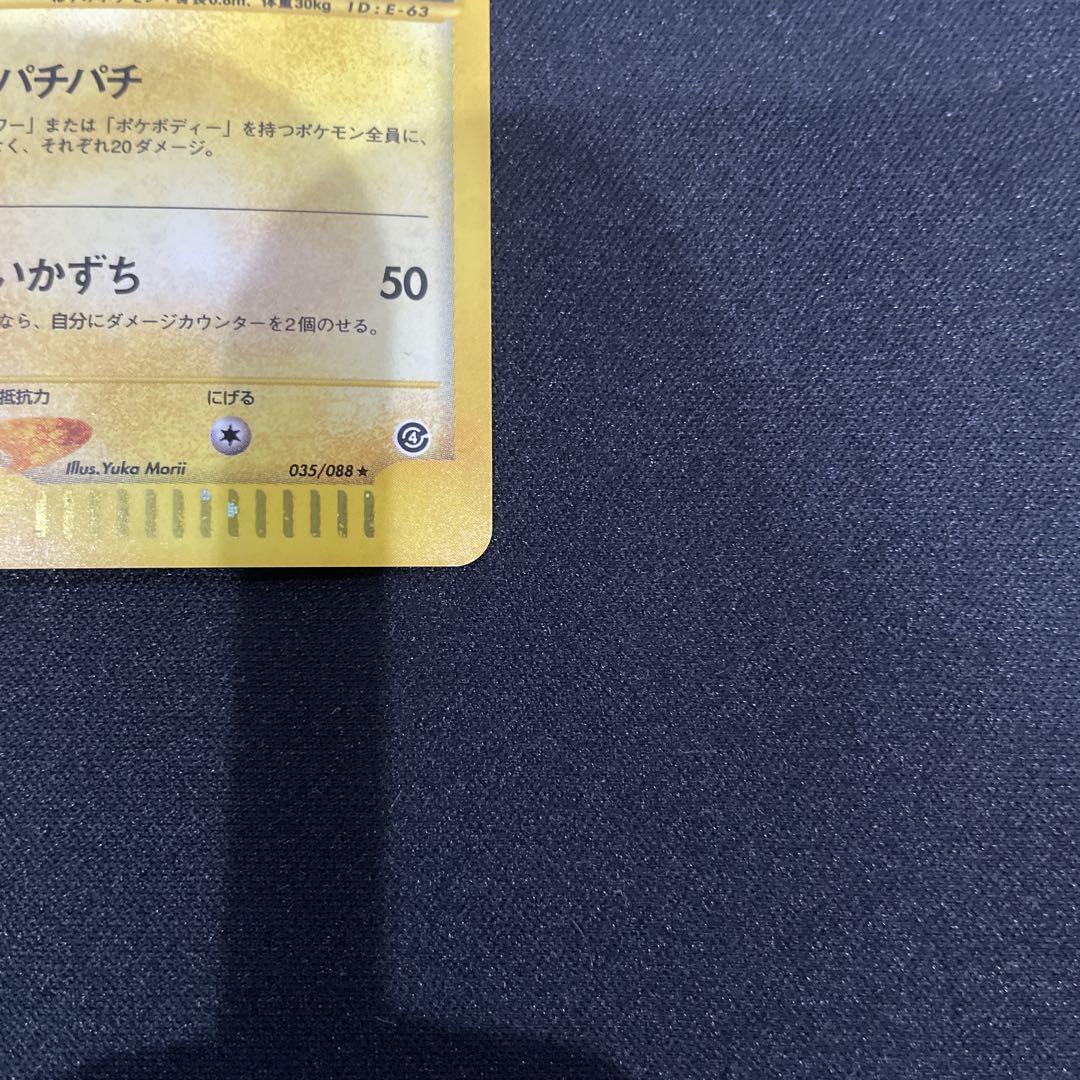 体重30kg ID:E-63
パチパチ
ワー」または「ポケボディー」を持つポケモン全員に、
く、それぞれ20ダメージ。
いかずち 50
なら、自分にダメージカウンターを2個のせる。
抵抗力 にげる
4
Illus.Yuka Morii 035/088★